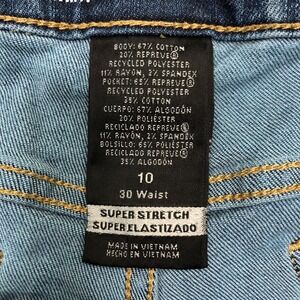 BODY: 67% COTTON
20% REPREVE®
RECYCLED POLYESTER
11% RAYON, 2% SPANDEX
POCKET: 65% REPREVE®
RECYCLED POLYESTER
35% COTTON
CUERPO: 67% ALGODÓN
20% POLIÉSTER
RECICLADO REPREVE®
11% RAYÓN, 2% SPANDEX
BOLSILLO: 65% POLIÉSTER
RECICLADO REPREVE®
35% ALGODÓN
10
30 Waist
SUPER STRETCH
SUPER ELASTIZADO
MADE IN VIETNAM
HECHO EN VIETNAM